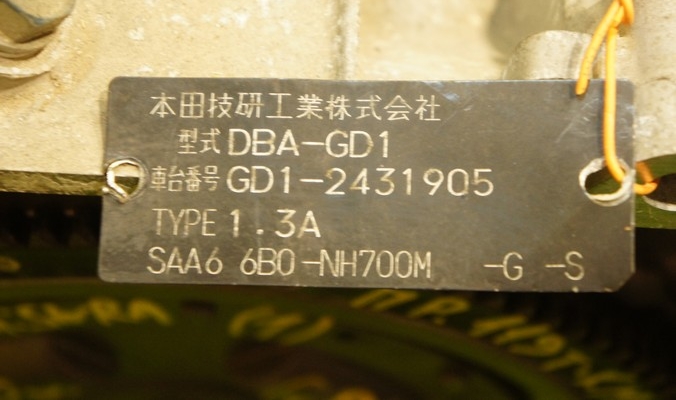 本田技研工業株式会社
型式 DBA-GD1
車台番号 GD1-2431905
TYPE 1.3A
SAA6 6B0-NH700M -G -S